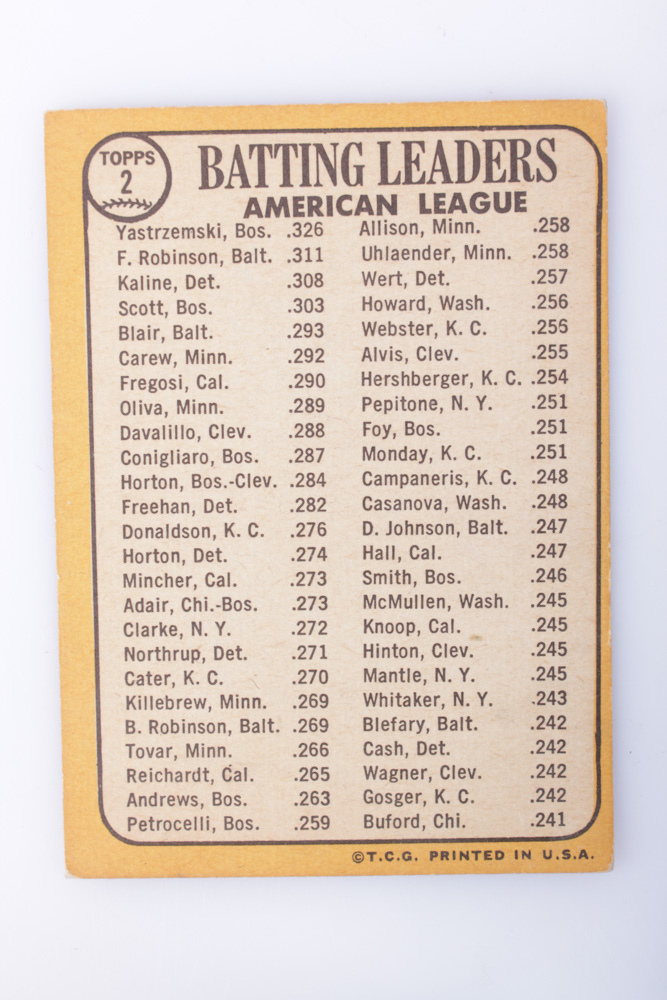 TOPPS
2
BATTING LEADERS
AMERICAN LEAGUE
Yastrzemski, Bos. .326
F. Robinson, Balt. .311
Kaline, Det. .308
Scott, Bos. .303
Blair, Balt. .293
Carew, Minn. .292
Fregosi, Cal. .290
Oliva, Minn. .289
Davalillo, Clev. .288
Conigliaro, Bos. .287
Horton, Bos.-Clev. .284
Freehan, Det. .282
Donaldson, K. C. .276
Horton, Det. .274
Mincher, Cal. .273
Adair, Chi.-Bos. .273
Clarke, N. Y. .272
Northrup, Det. .271
Cater, K. C. .270
Killebrew, Minn. .269
B. Robinson, Balt. .269
Tovar, Minn. .266
Reichardt, Cal. .265
Andrews, Bos. .263
Petrocelli, Bos. .259
Allison, Minn. .258
Uhlaender, Minn. .258
Wert, Det. .257
Howard, Wash. .256
Webster, K. C. .256
Alvis, Clev. .255
Hershberger, K. C. .254
Pepitone, N. Y. .251
Foy, Bos. .251
Monday, K. C. .251
Campaneris, K. C. .248
Casanova, Wash. .248
D. Johnson, Balt. .247
Hall, Cal. .247
Smith, Bos. .246
McMullen, Wash. .245
Knoop, Cal. .245
Hinton, Clev. .245
Mantle, N. Y. .245
Whitaker, N. Y. .243
Blefary, Balt. .242
Cash, Det. .242
Wagner, Clev. .242
Gosger, K. C. .242
Buford, Chi. .241
©T.C.G. PRINTED IN U.S.A.